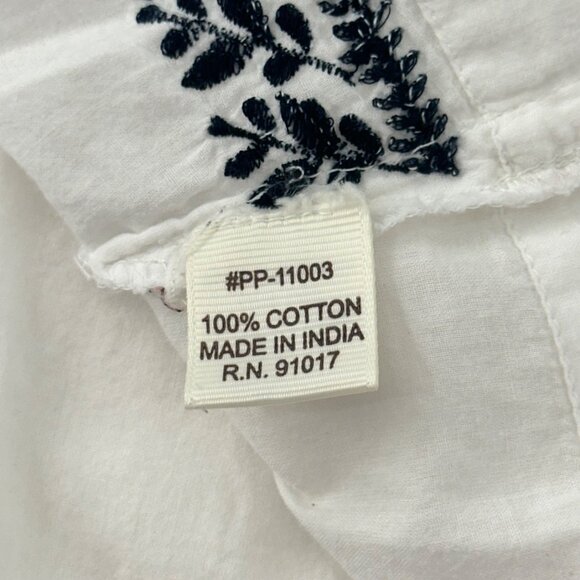 #PP-11003
100% COTTON
MADE IN INDIA
R.N. 91017